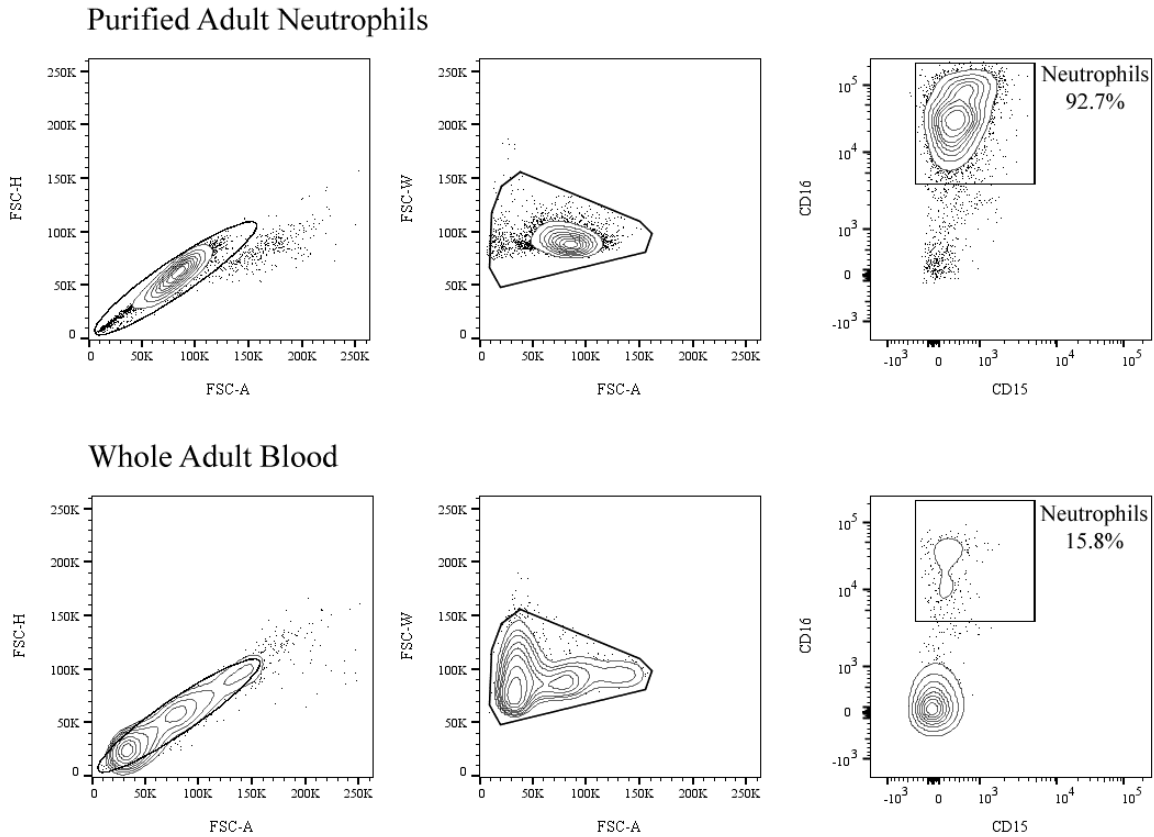 Purified Adult Neutrophils
250K
200K
150K
100K
50K
0
FSC-H
0 50K 100K 150K 200K 250K
FSC-A
250K
200K
150K
100K
50K
0
FSC-W
0 50K 100K 150K 200K 250K
FSC-A
10^5
10^4
10^3
0
-10^3
CD16
Neutrophils
92.7%
-10^3 0 10^3 10^4 10^5
CD15
Whole Adult Blood
250K
200K
150K
100K
50K
0
FSC-H
0 50K 100K 150K 200K 250K
FSC-A
250K
200K
150K
100K
50K
0
FSC-W
0 50K 100K 150K 200K 250K
FSC-A
10^5
10^4
10^3
0
-10^3
CD16
Neutrophils
15.8%
-10^3 0 10^3 10^4 10^5
CD15